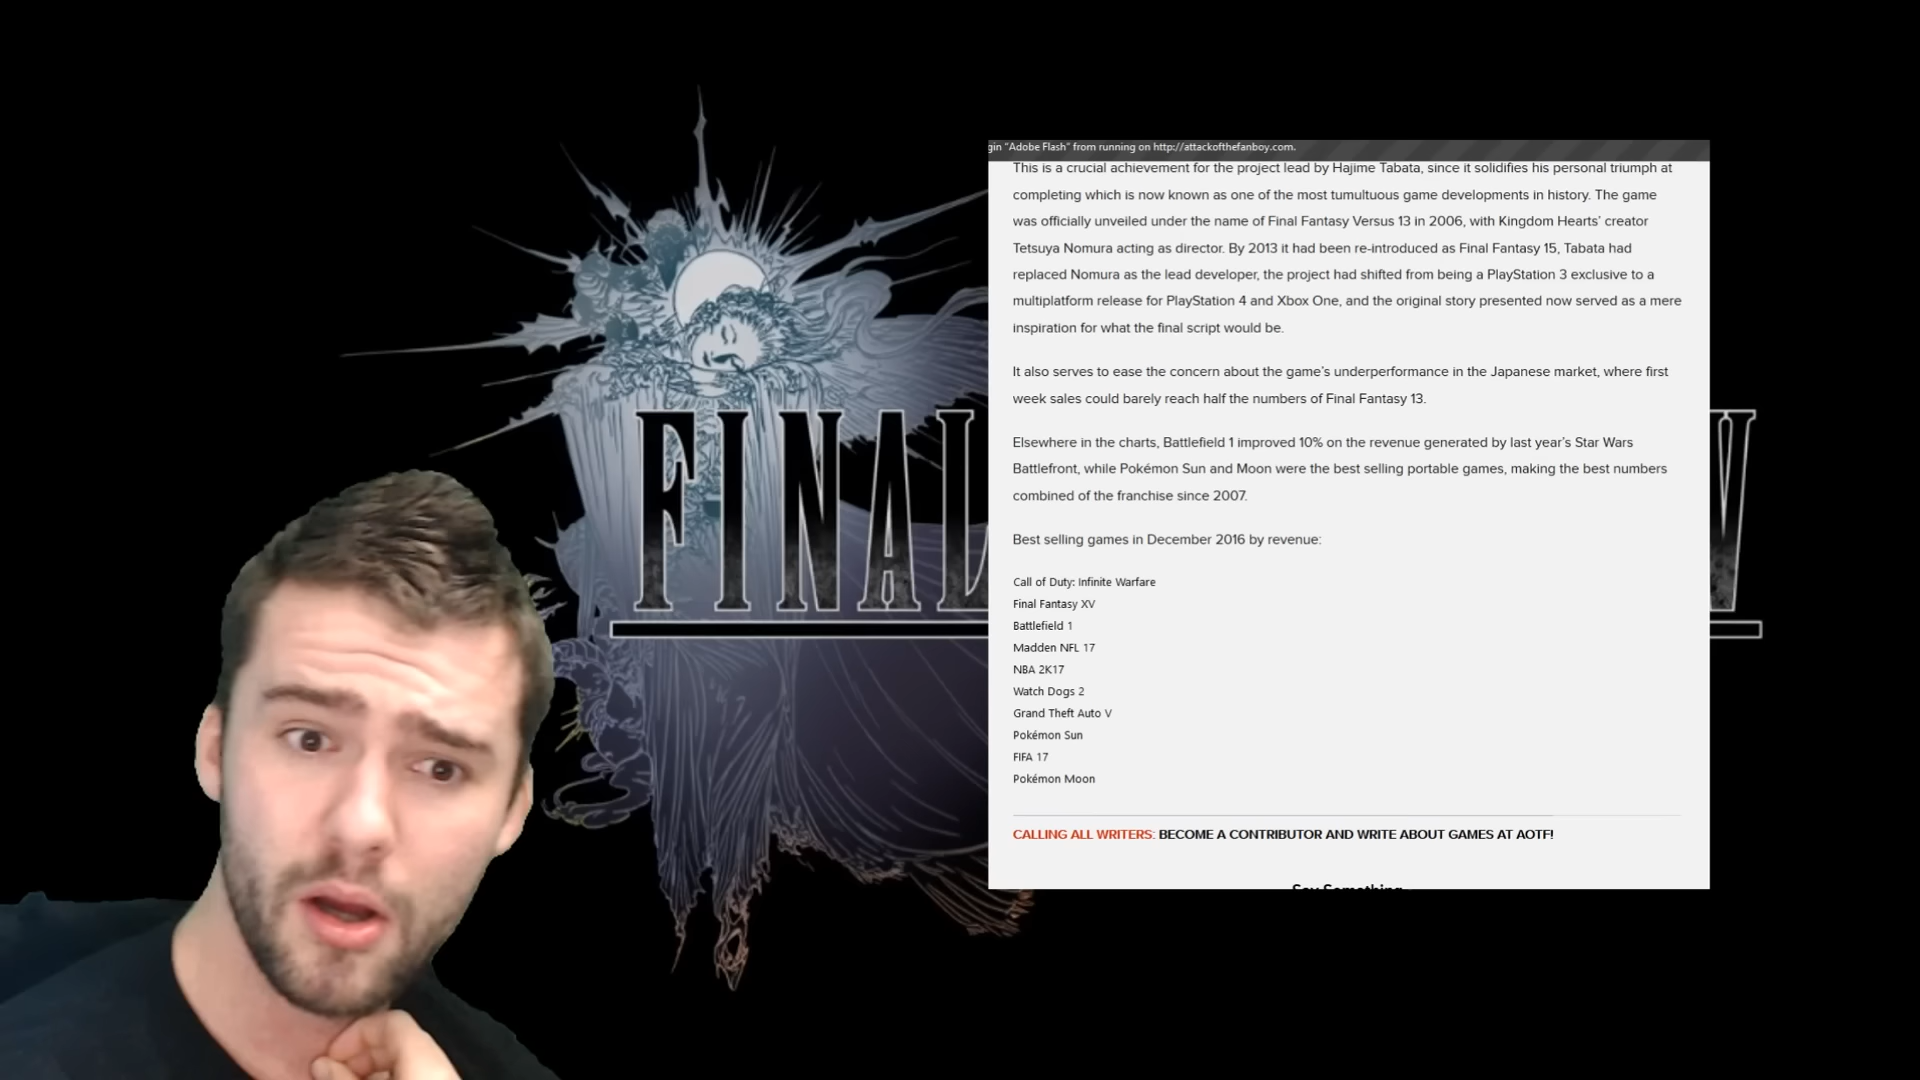 gin "Adobe Flash" from running on http://attackofthefanboy.com.
This is a crucial achievement for the project lead by Hajime Tabata, since it solidifies his personal triumph at
completing which is now known as one of the most tumultuous game developments in history. The game
was officially unveiled under the name of Final Fantasy Versus 13 in 2006, with Kingdom Hearts’ creator
Tetsuya Nomura acting as director. By 2013 it had been re-introduced as Final Fantasy 15, Tabata had
replaced Nomura as the lead developer, the project had shifted from being a PlayStation 3 exclusive to a
multiplatform release for PlayStation 4 and Xbox One, and the original story presented now served as a mere
inspiration for what the final script would be.
It also serves to ease the concern about the game’s underperformance in the Japanese market, where first
week sales could barely reach half the numbers of Final Fantasy 13.
Elsewhere in the charts, Battlefield 1 improved 10% on the revenue generated by last year’s Star Wars
Battlefront, while Pokémon Sun and Moon were the best selling portable games, making the best numbers
combined of the franchise since 2007.
Best selling games in December 2016 by revenue:
Call of Duty: Infinite Warfare
Final Fantasy XV
Battlefield 1
Madden NFL 17
NBA 2K17
Watch Dogs 2
Grand Theft Auto V
Pokémon Sun
FIFA 17
Pokémon Moon
CALLING ALL WRITERS: BECOME A CONTRIBUTOR AND WRITE ABOUT GAMES AT AOTF!
Say Something
FINAL